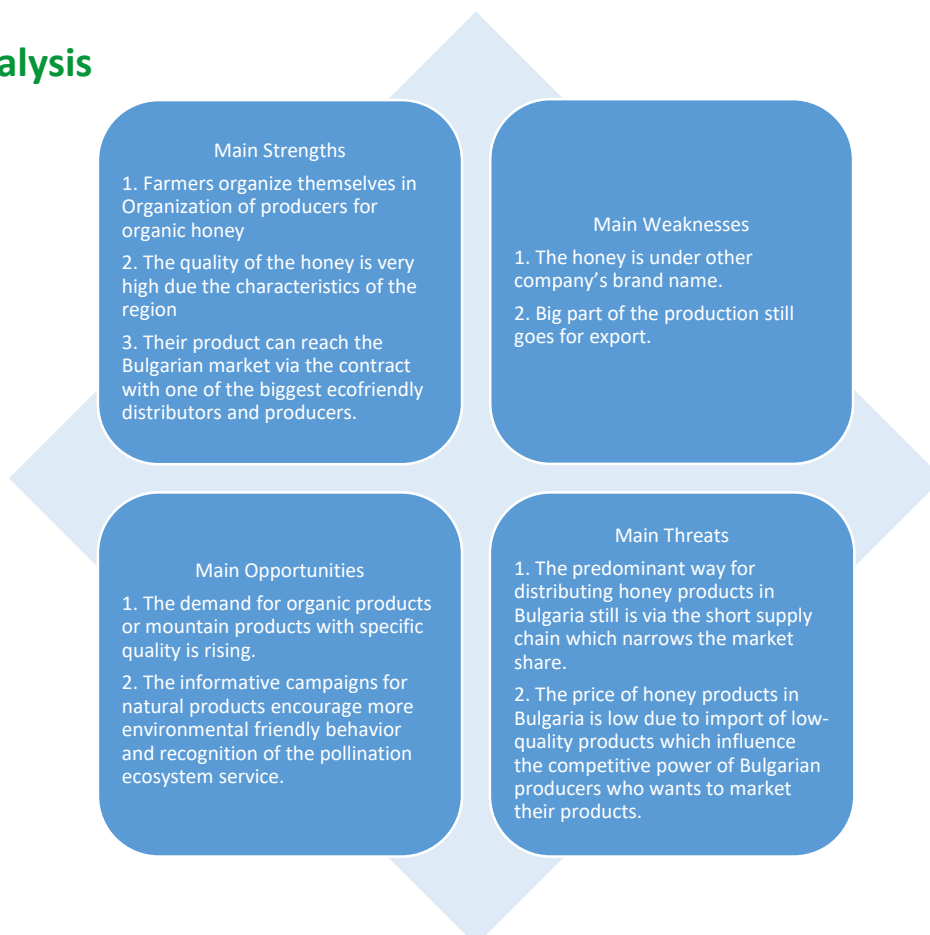 alysis
Main Strengths
1. Farmers organize themselves in
Organization of producers for
organic honey
2. The quality of the honey is very
high due the characteristics of the
region
3. Their product can reach the
Bulgarian market via the contract
with one of the biggest ecofriendly
distributors and producers.
Main Weaknesses
1. The honey is under other
company’s brand name.
2. Big part of the production still
goes for export.
Main Opportunities
1. The demand for organic products
or mountain products with specific
quality is rising.
2. The informative campaigns for
natural products encourage more
environmental friendly behavior
and recognition of the pollination
ecosystem service.
Main Threats
1. The predominant way for
distributing honey products in
Bulgaria still is via the short supply
chain which narrows the market
share.
2. The price of honey products in
Bulgaria is low due to import of low-
quality products which influence
the competitive power of Bulgarian
producers who wants to market
their products.